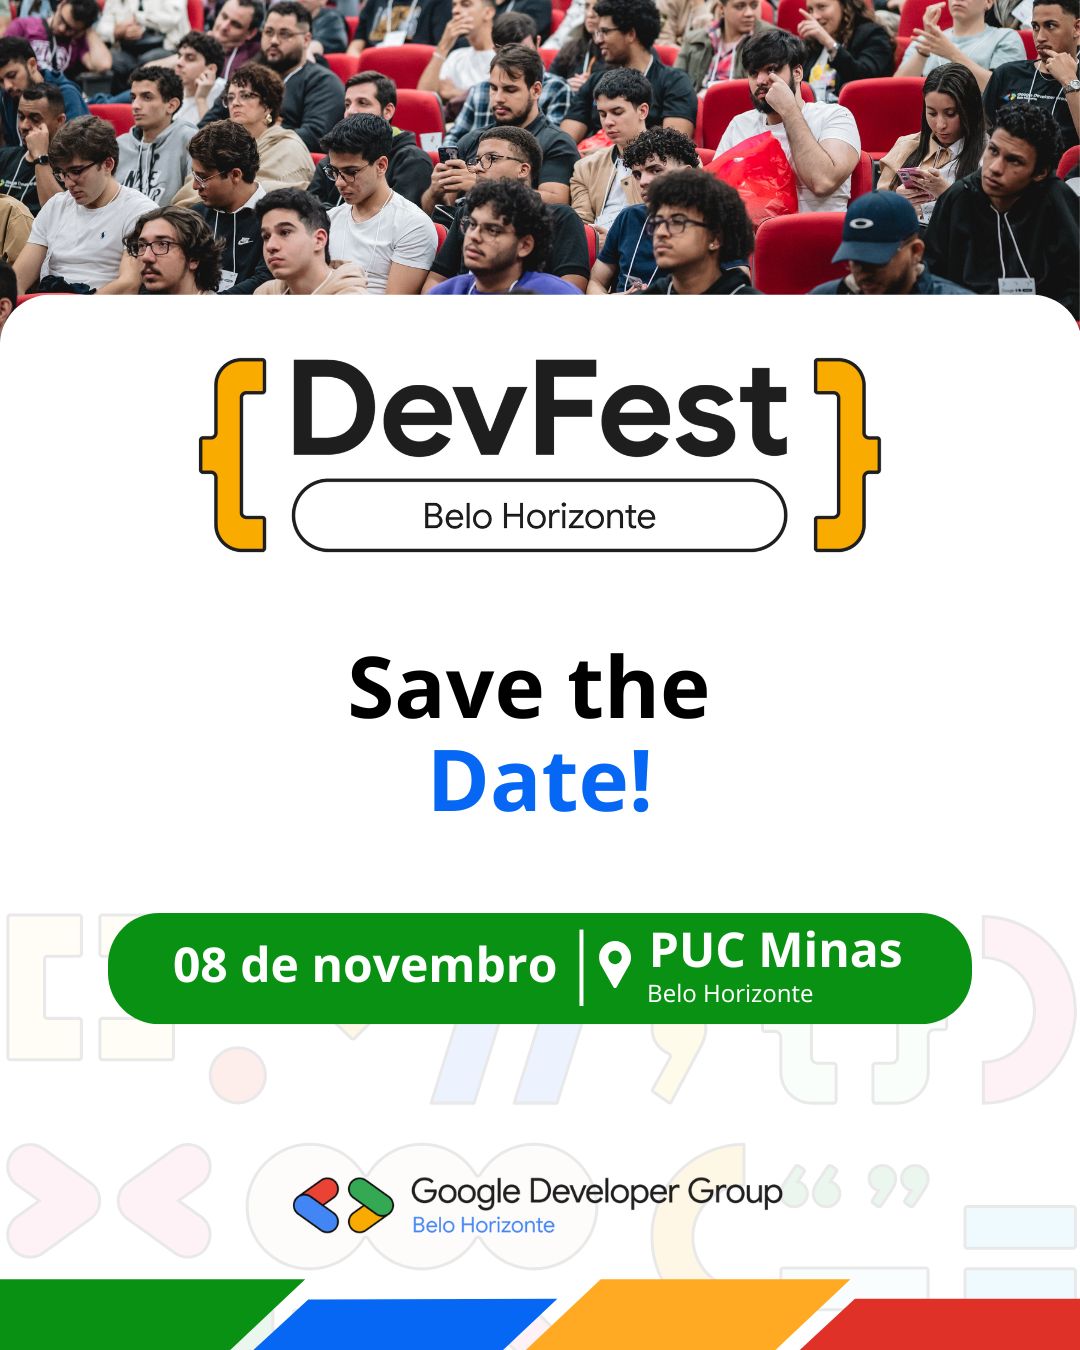 DevFest
Belo Horizonte
Save the
Date!
08 de novembro
PUC Minas
Belo Horizonte
Google Developer Group
Belo Horizonte